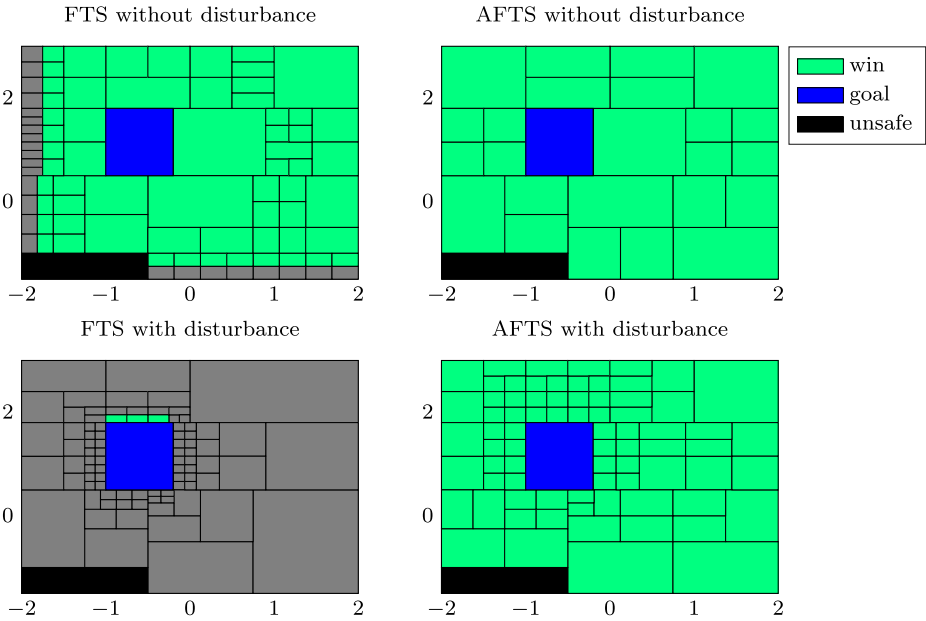 FTS without disturbance
AFTS without disturbance
2
0
−2 −1 0 1 2
2
0
−2 −1 0 1 2
win
goal
unsafe
FTS with disturbance
AFTS with disturbance
2
0
−2 −1 0 1 2
2
0
−2 −1 0 1 2